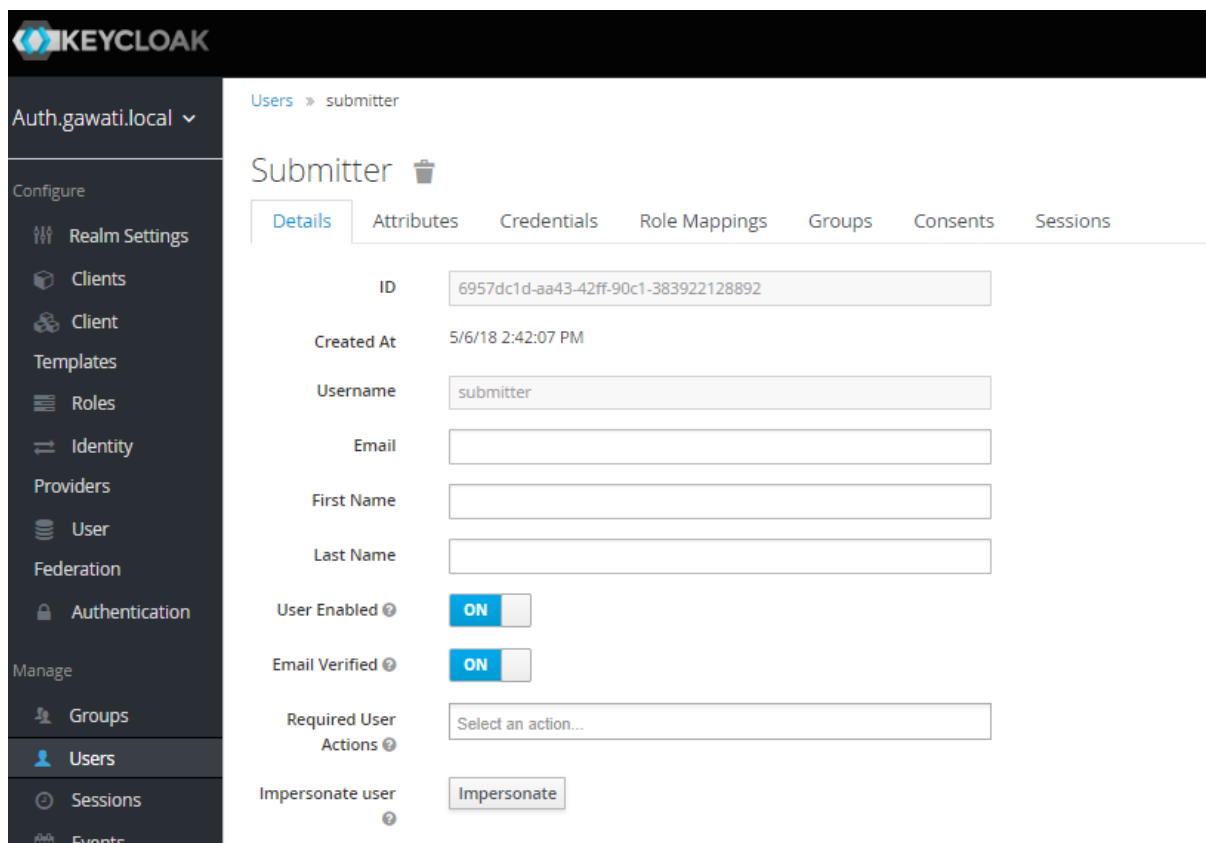 KEYCLOAK
Auth.gawati.local
Configure
Realm Settings
Clients
Client
Templates
Roles
Identity
Providers
User
Federation
Authentication
Manage
Groups
Users
Sessions
Events
Users » submitter
Submitter
Details Attributes Credentials Role Mappings Groups Consents Sessions
ID 6957dc1d-aa43-42ff-90c1-383922128892
Created At 5/6/18 2:42:07 PM
Username submitter
Email
First Name
Last Name
User Enabled ON
Email Verified ON
Required User
Actions Select an action...
Impersonate user Impersonate